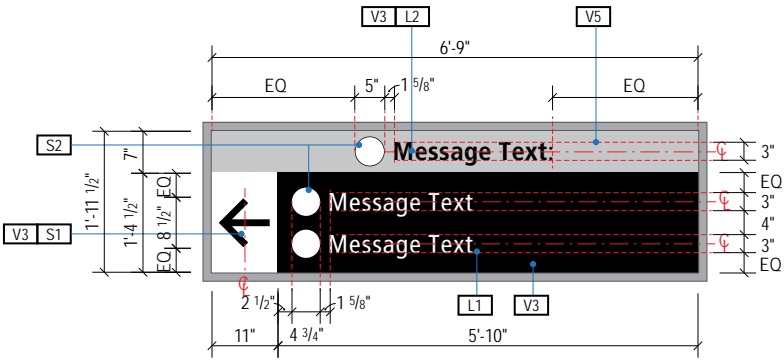 V3 L2 V5
6'-9"
EQ 5" 1 5/8" EQ
S2
Message Text:
℄ 3"
7"
EQ
1'-11 1/2"
1'-4 1/2"
EQ
8 1/2"
EQ
Message Text
℄ 3"
4"
V3 S1
Message Text
℄ 3"
EQ
℄
2 1/2" 1 5/8"
L1 V3
11" 4 3/4" 5'-10"